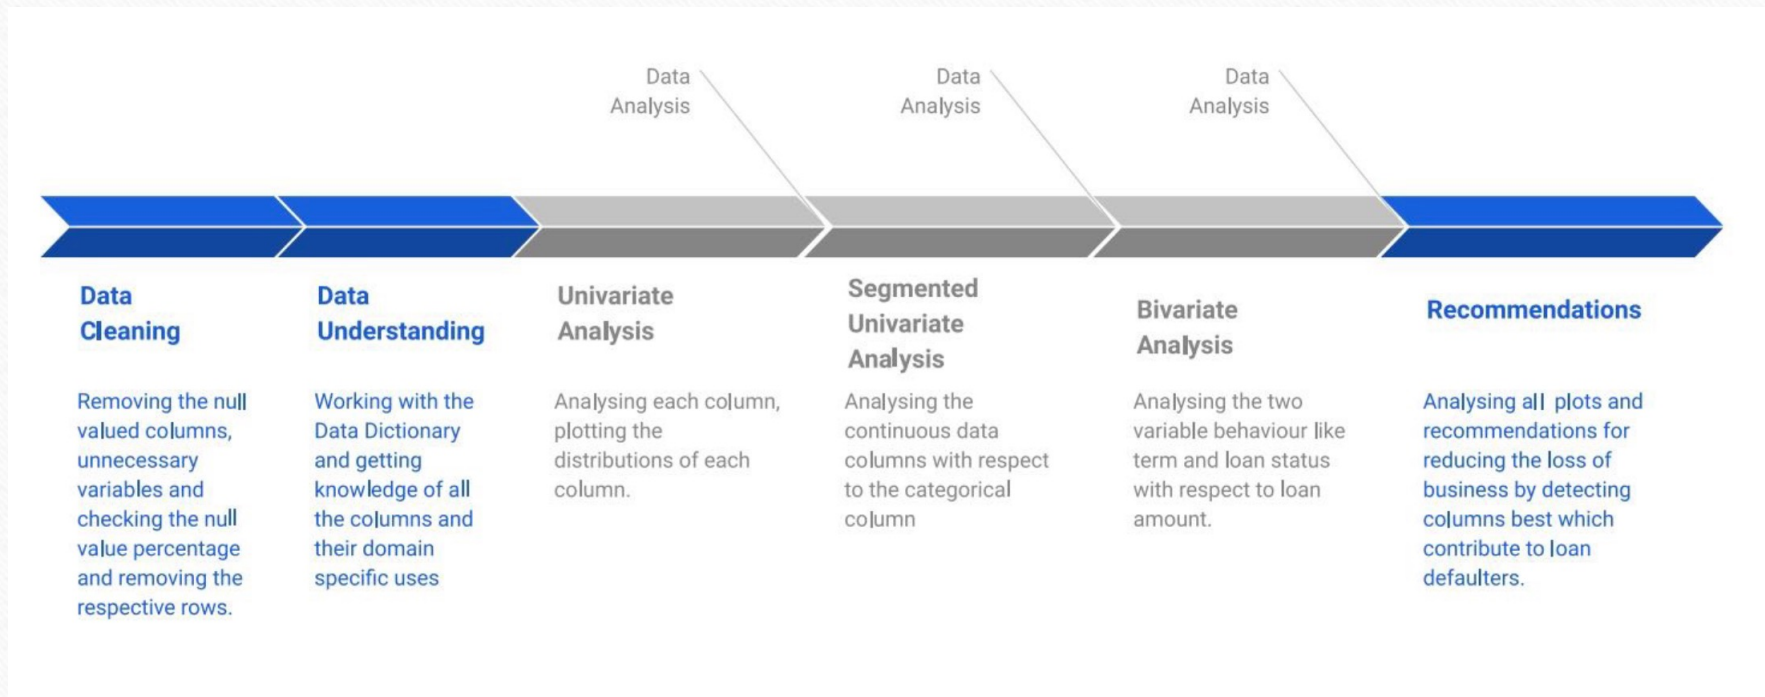 Data
Analysis
Data
Analysis
Data
Analysis
Data
Cleaning
Removing the null
valued columns,
unnecessary
variables and
checking the null
value percentage
and removing the
respective rows.
Data
Understanding
Working with the
Data Dictionary
and getting
knowledge of all
the columns and
their domain
specific uses
Univariate
Analysis
Analysing each column,
plotting the
distributions of each
column.
Segmented
Univariate
Analysis
Analysing the
continuous data
columns with respect
to the categorical
column
Bivariate
Analysis
Analysing the two
variable behaviour like
term and loan status
with respect to loan
amount.
Recommendations
Analysing all plots and
recommendations for
reducing the loss of
business by detecting
columns best which
contribute to loan
defaulters.